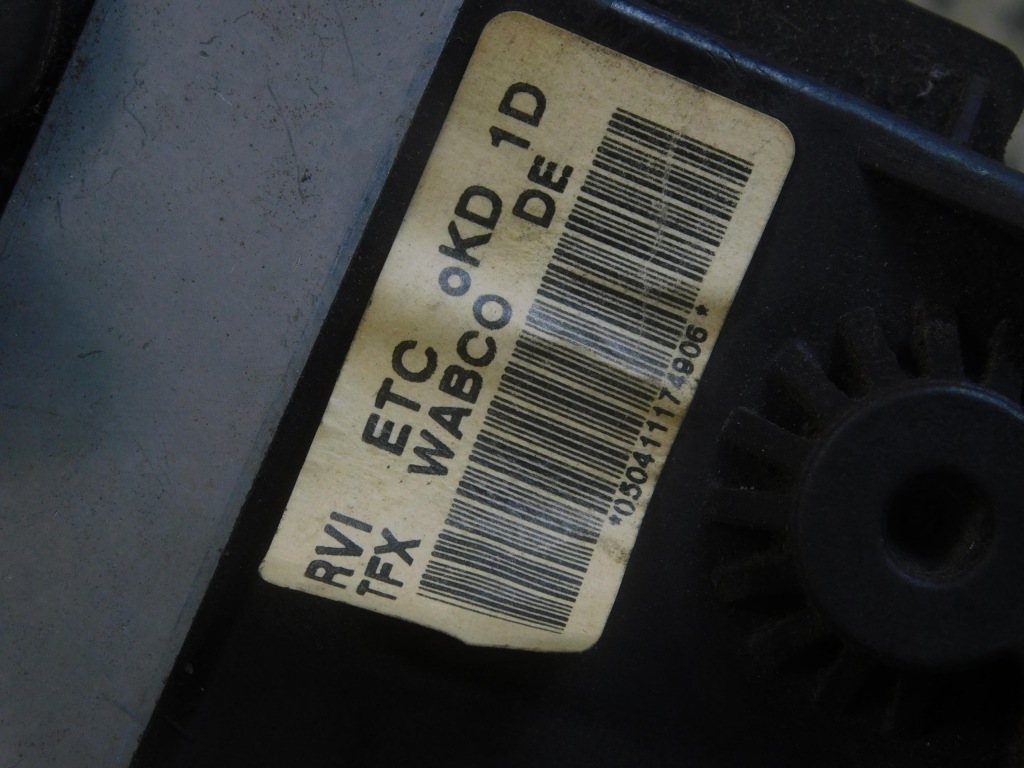 RVI ETC °KD 1D
TFX WABCO DE
*050411174906*